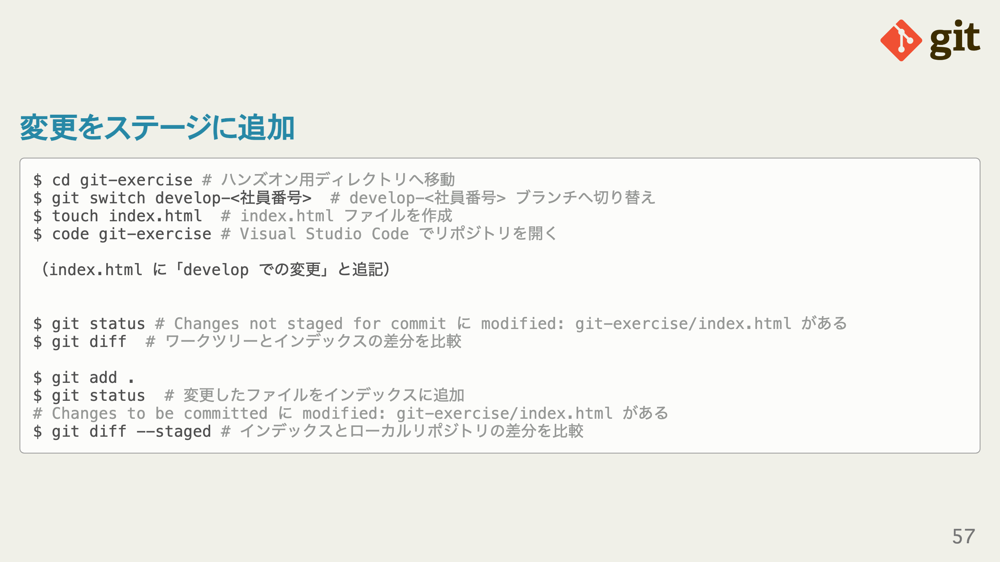 git
変更をステージに追加
$ cd git-exercise # ハンズオン用ディレクトリへ移動
$ git switch develop-<社員番号>  # develop-<社員番号> ブランチへ切り替え
$ touch index.html  # index.html ファイルを作成
$ code git-exercise # Visual Studio Code でリポジトリを開く
（index.html に「develop での変更」と追記）
$ git status # Changes not staged for commit に modified: git-exercise/index.html がある
$ git diff  # ワークツリーとインデックスの差分を比較
$ git add .
$ git status  # 変更したファイルをインデックスに追加
# Changes to be committed に modified: git-exercise/index.html がある
$ git diff --staged # インデックスとローカルリポジトリの差分を比較
57